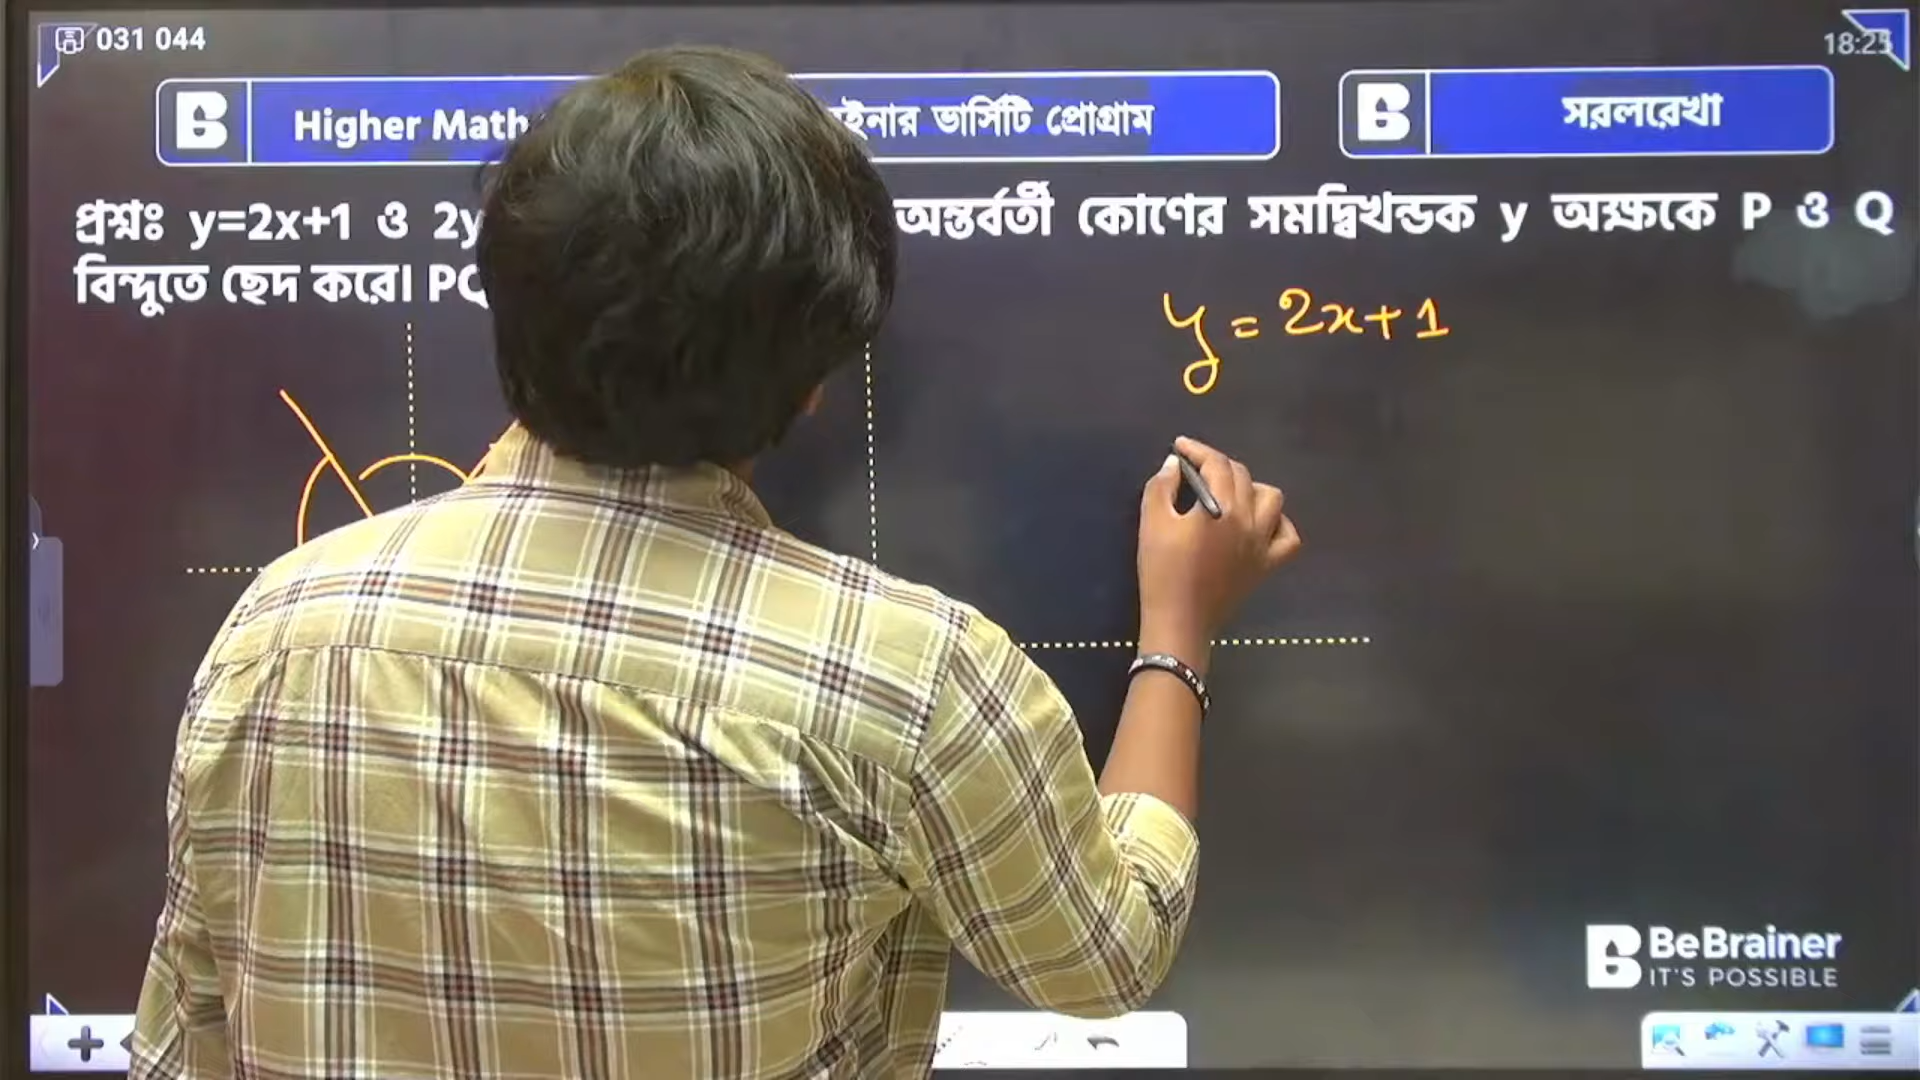 031 044
18:25
Higher Math
ভার্সিটি প্রোগ্রাম
সরলরেখা
প্রশ্নঃ y=2x+1 ও 2y অন্তর্বর্তী কোণের সমদ্বিখন্ডক y অক্ষকে P ও Q
বিন্দুতে ছেদ করে। PQ
y = 2x+1
BeBrainer
IT'S POSSIBLE